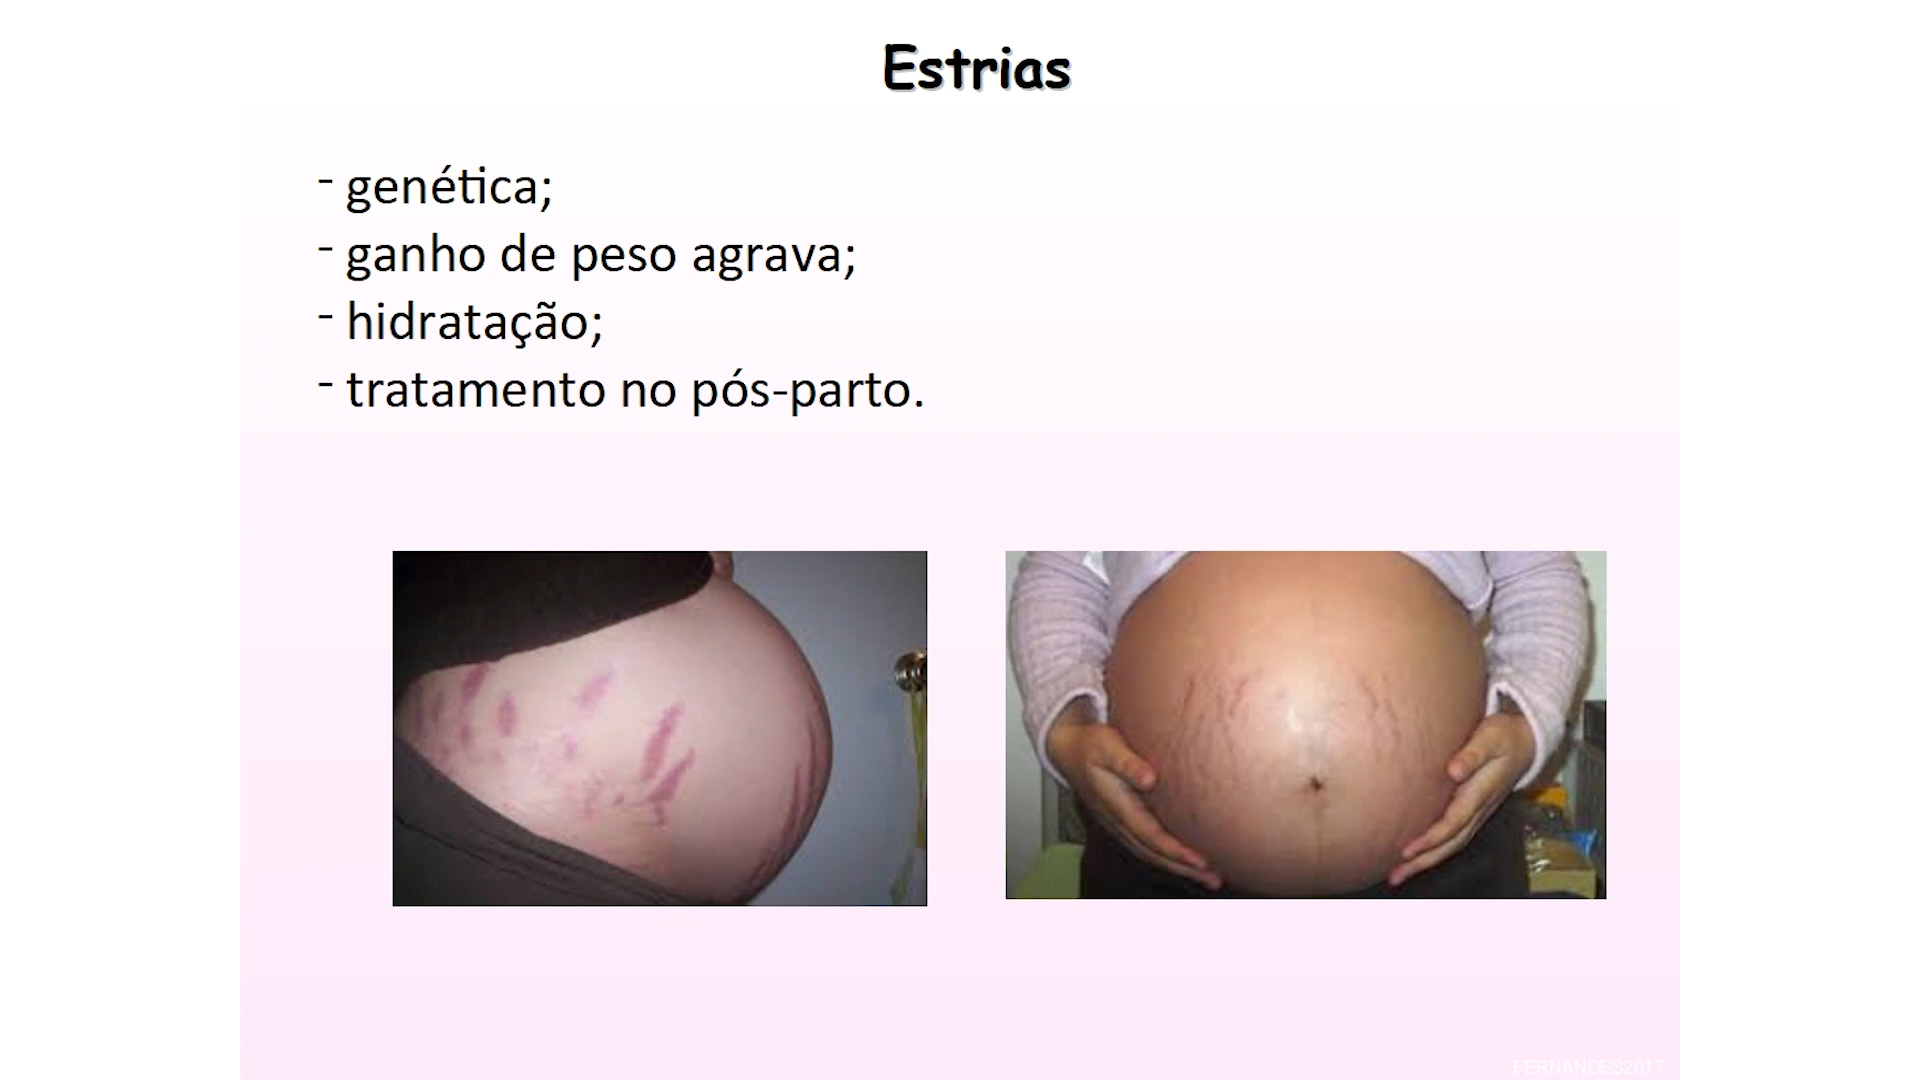 Estrias
- genética;
- ganho de peso agrava;
- hidratação;
- tratamento no pós-parto.
FERNANDES2017